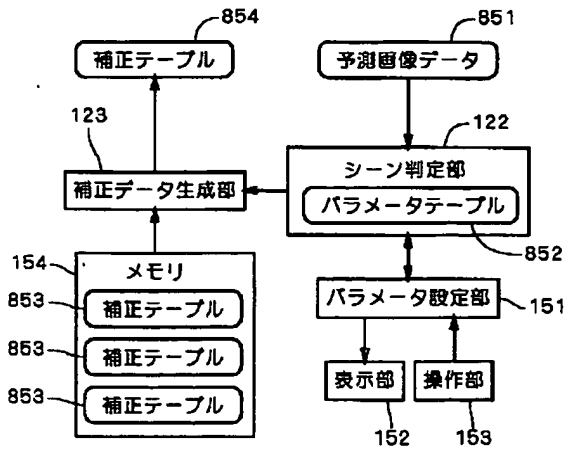 854
補正テーブル
851
予測画像データ
123
補正データ生成部
122
シーン判定部
パラメータテーブル
852
154
メモリ
853
補正テーブル
853
補正テーブル
853
補正テーブル
パラメータ設定部
151
表示部
操作部
152
153